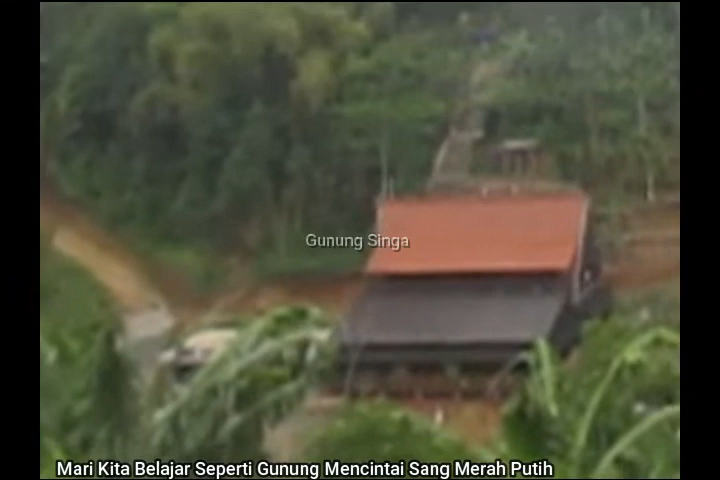 Gunung Singa
Mari Kita Belajar Seperti Gunung Mencintai Sang Merah Putih